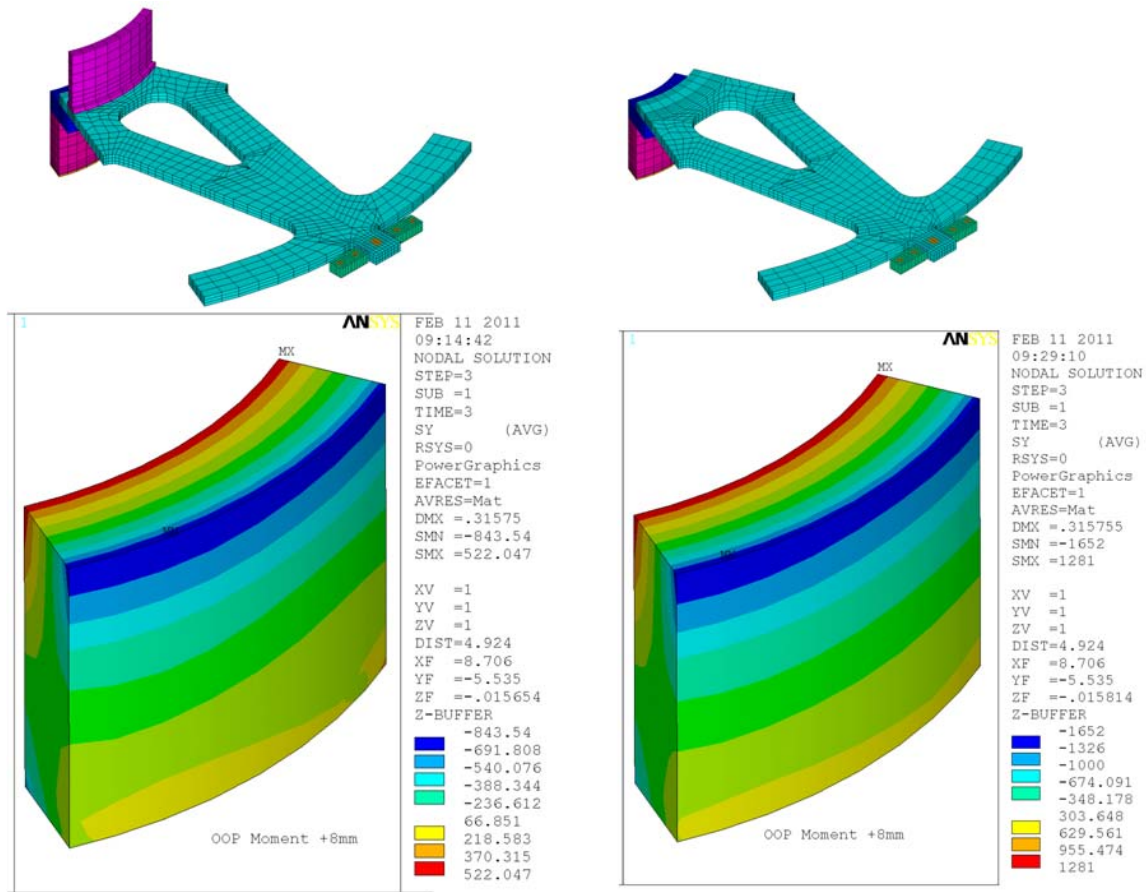 1
ANSYS
FEB 11 2011
09:14:42
NODAL SOLUTION
STEP=3
SUB =1
TIME=3
SY (AVG)
RSYS=0
PowerGraphics
EFACET=1
AVRES=Mat
DMX =.31575
SMN =-843.54
SMX =522.047
XV =1
YV =1
ZV =1
DIST=4.924
XF =8.706
YF =-5.535
ZF =-.015654
Z-BUFFER
-843.54
-691.808
-540.076
-388.344
-236.612
66.851
218.583
370.315
522.047
MX
MN
OOP Moment +8mm
1
ANSYS
FEB 11 2011
09:29:10
NODAL SOLUTION
STEP=3
SUB =1
TIME=3
SY (AVG)
RSYS=0
PowerGraphics
EFACET=1
AVRES=Mat
DMX =.315755
SMN =-1652
SMX =1281
XV =1
YV =1
ZV =1
DIST=4.924
XF =8.706
YF =-5.535
ZF =-.015814
Z-BUFFER
-1652
-1326
-1000
-674.091
-348.178
303.648
629.561
955.474
1281
MX
MN
OOP Moment +8mm